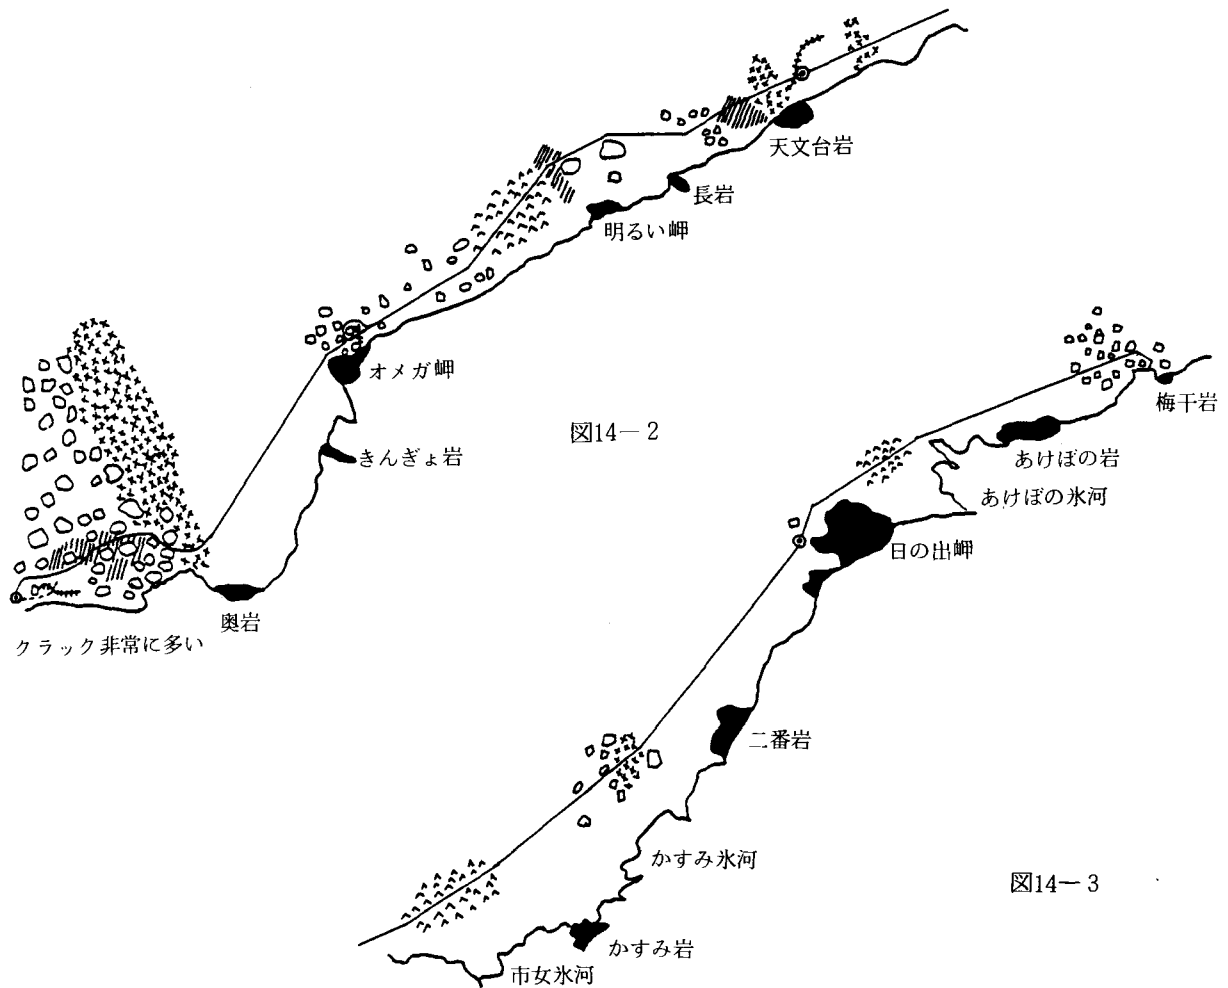 天文台岩
長岩
明るい岬
オメガ岬
きんぎょ岩
図14－2
奥岩
クラック非常に多い
梅干岩
あけぼの岩
あけぼの氷河
日の出岬
二番岩
かすみ氷河
図14－3
かすみ岩
市女氷河